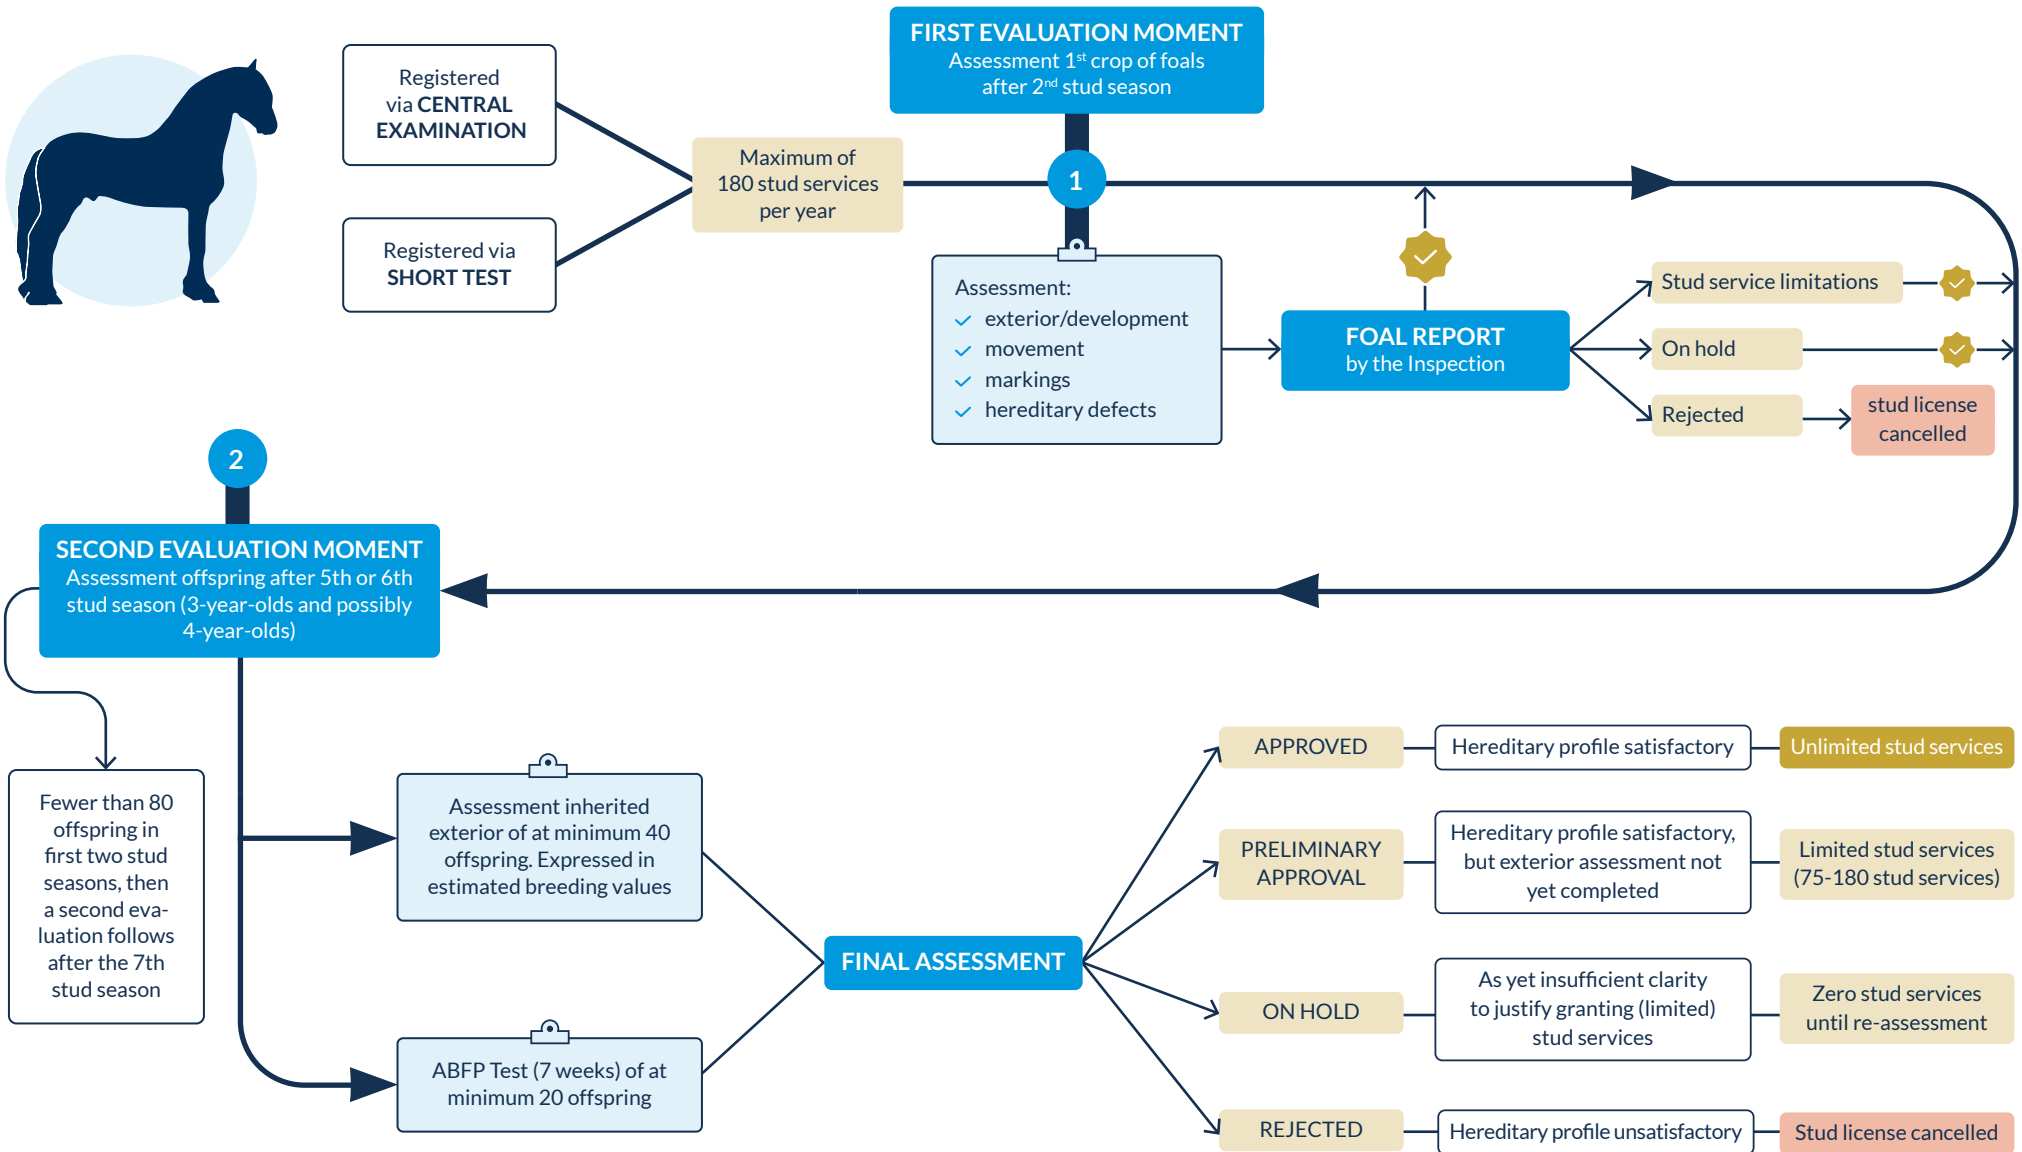 Registered
via CENTRAL
EXAMINATION
Registered via
SHORT TEST
Maximum of
180 stud services
per year
FIRST EVALUATION MOMENT
Assessment 1st crop of foals
after 2nd stud season
1
Assessment:
exterior/development
movement
markings
hereditary defects
FOAL REPORT
by the Inspection
Stud service limitations
On hold
Rejected
stud license
cancelled
2
SECOND EVALUATION MOMENT
Assessment offspring after 5th or 6th
stud season (3-year-olds and possibly
4-year-olds)
Fewer than 80
offspring in
first two stud
seasons, then
a second eva-
luation follows
after the 7th
stud season
Assessment inherited
exterior of at minimum 40
offspring. Expressed in
estimated breeding values
ABFP Test (7 weeks) of at
minimum 20 offspring
FINAL ASSESSMENT
APPROVED
Hereditary profile satisfactory
Unlimited stud services
PRELIMINARY
APPROVAL
Hereditary profile satisfactory,
but exterior assessment not
yet completed
Limited stud services
(75-180 stud services)
ON HOLD
As yet insufficient clarity
to justify granting (limited)
stud services
Zero stud services
until re-assessment
REJECTED
Hereditary profile unsatisfactory
Stud license cancelled